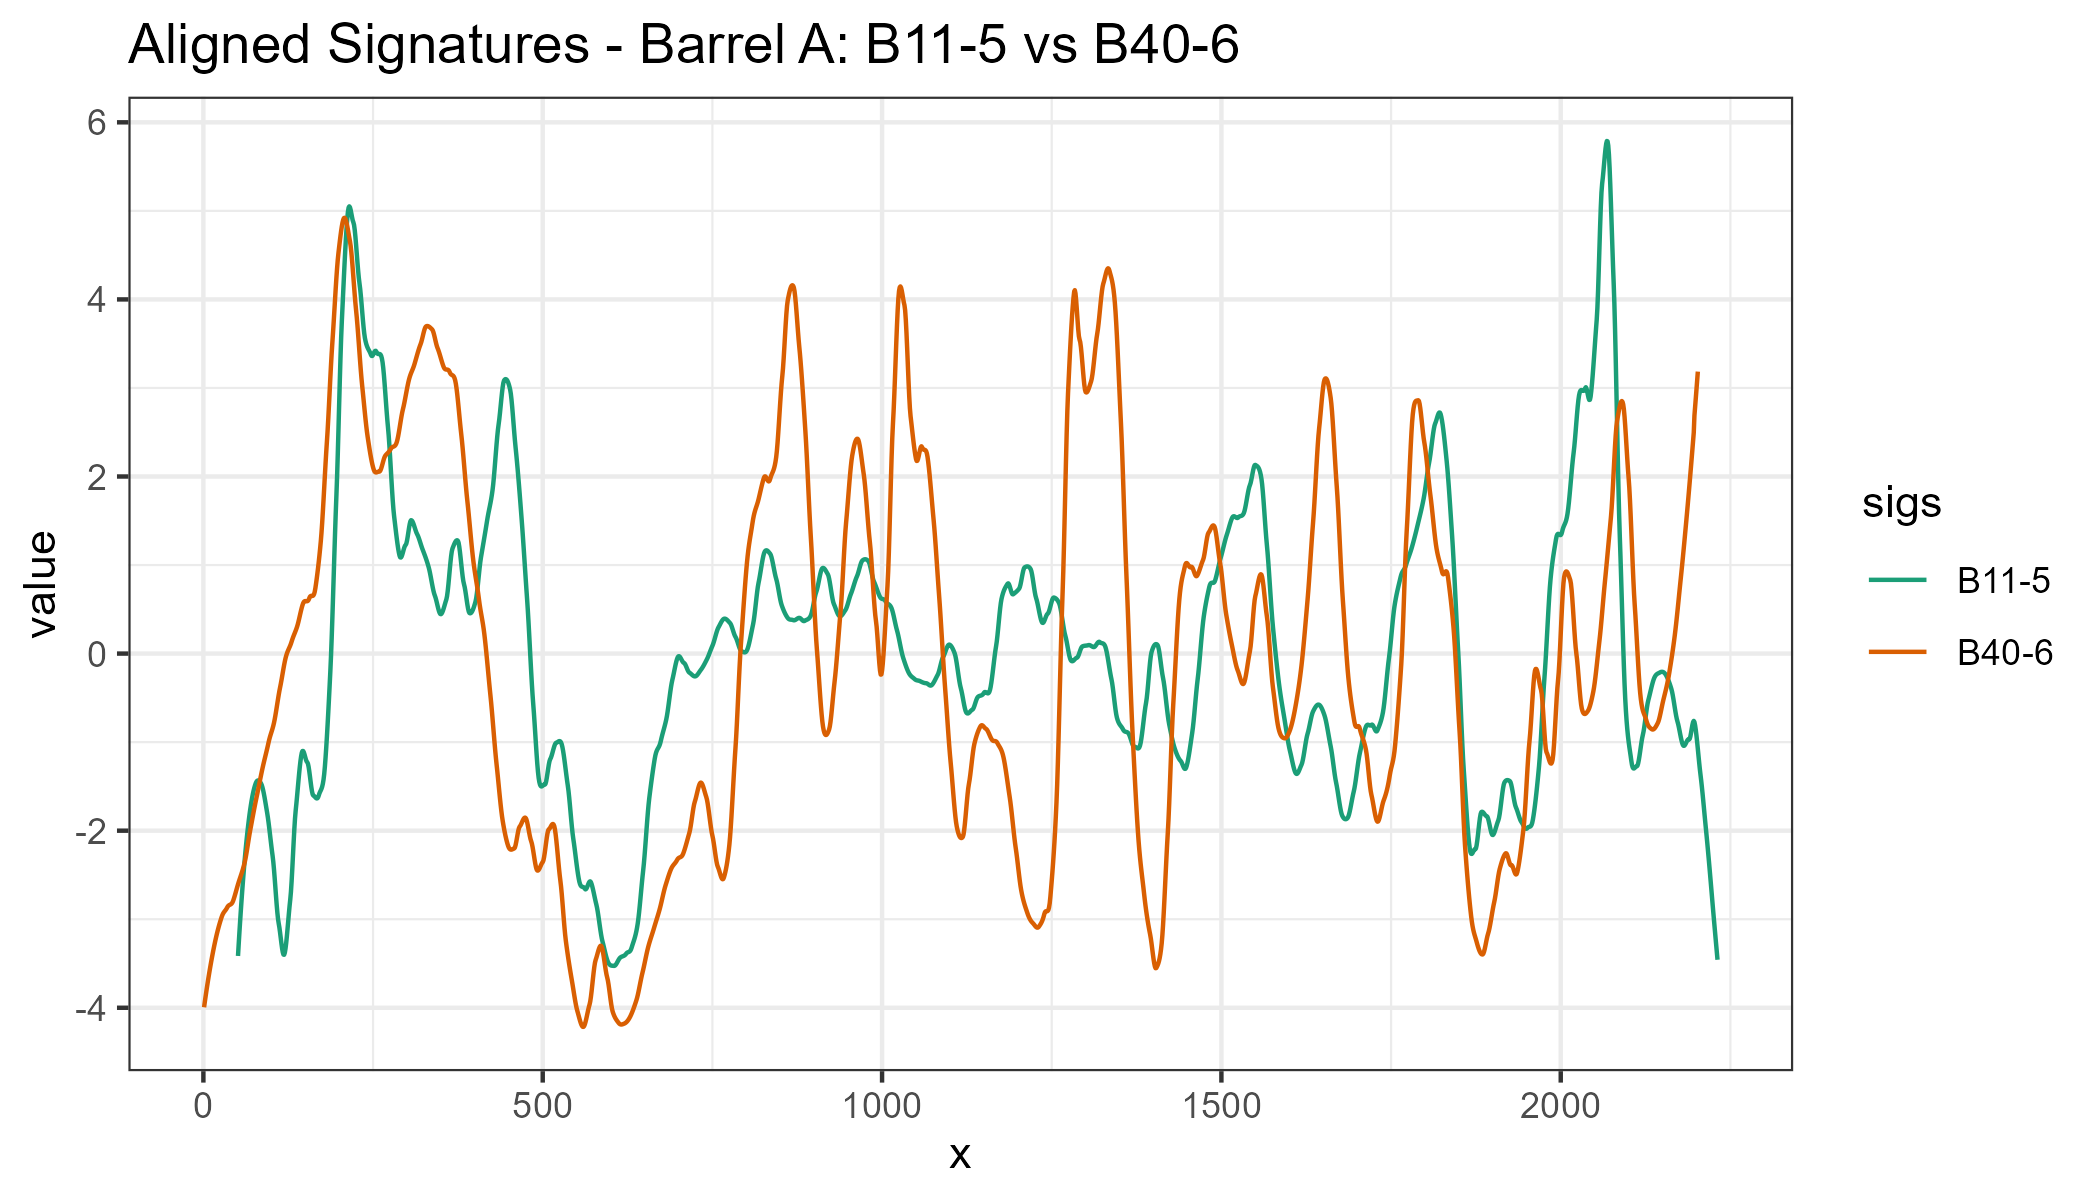 Aligned Signatures - Barrel A: B11-5 vs B40-6
6
4
2
0
-2
-4
value
0 500 1000 1500 2000
x
sigs
B11-5
B40-6